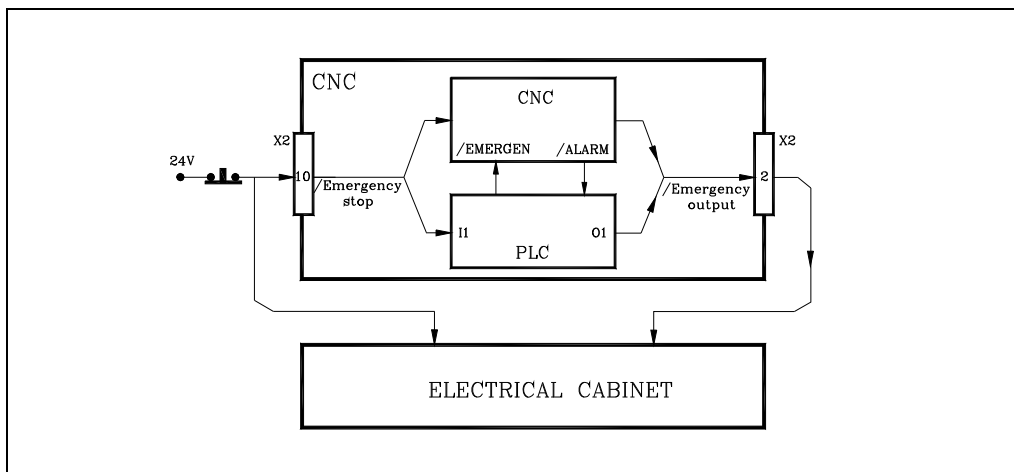 CNC
CNC
X2
X2
/EMERGEN
/ALARM
24V
10
/Emergency
stop
/Emergency
output
2
I1
O1
PLC
ELECTRICAL CABINET